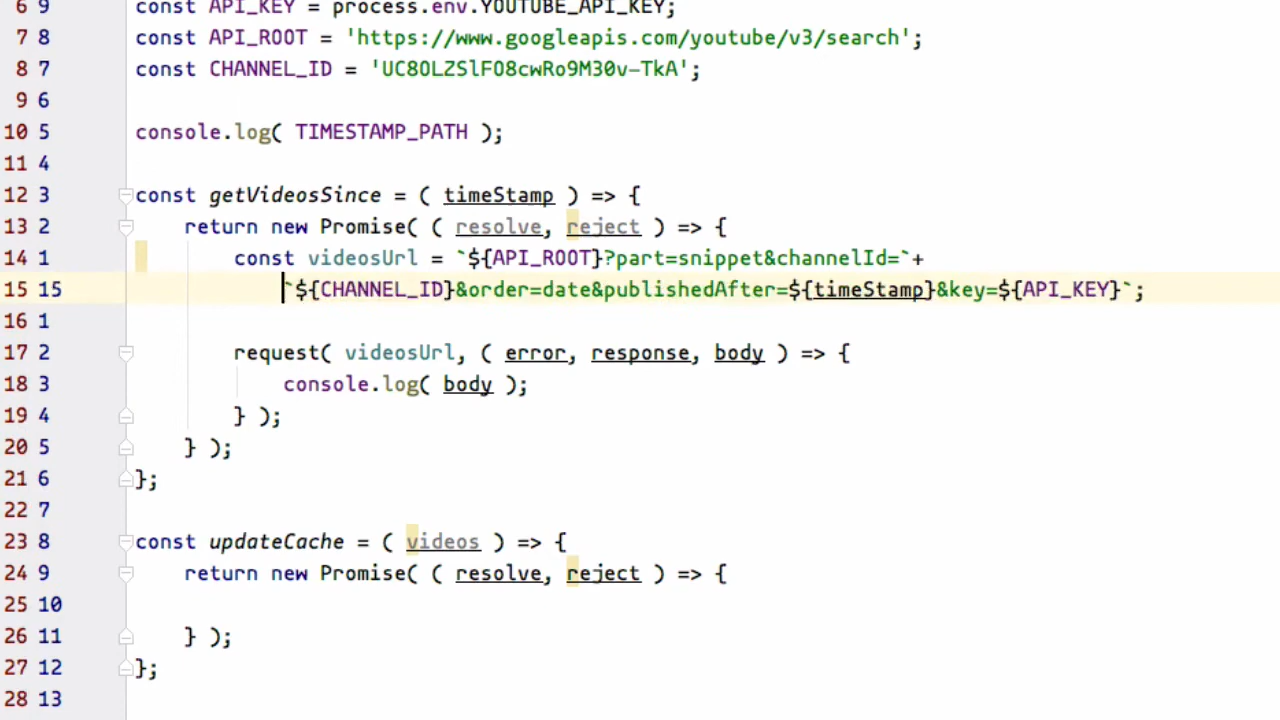 6 9 const API_KEY = process.env.YOUTUBE_API_KEY;
7 8 const API_ROOT = 'https://www.googleapis.com/youtube/v3/search';
8 7 const CHANNEL_ID = 'UC8OLZSlFO8cwRo9M30v-TkA';
9 6
10 5 console.log( TIMESTAMP_PATH );
11 4
12 3 const getVideosSince = ( timeStamp ) => {
13 2 return new Promise( ( resolve, reject ) => {
14 1 const videosUrl = `${API_ROOT}?part=snippet&channelId=`+
15 15 `${CHANNEL_ID}&order=date&publishedAfter=${timeStamp}&key=${API_KEY}`;
16 1
17 2 request( videosUrl, ( error, response, body ) => {
18 3 console.log( body );
19 4 } );
20 5 } );
21 6 };
22 7
23 8 const updateCache = ( videos ) => {
24 9 return new Promise( ( resolve, reject ) => {
25 10
26 11 } );
27 12 };
28 13